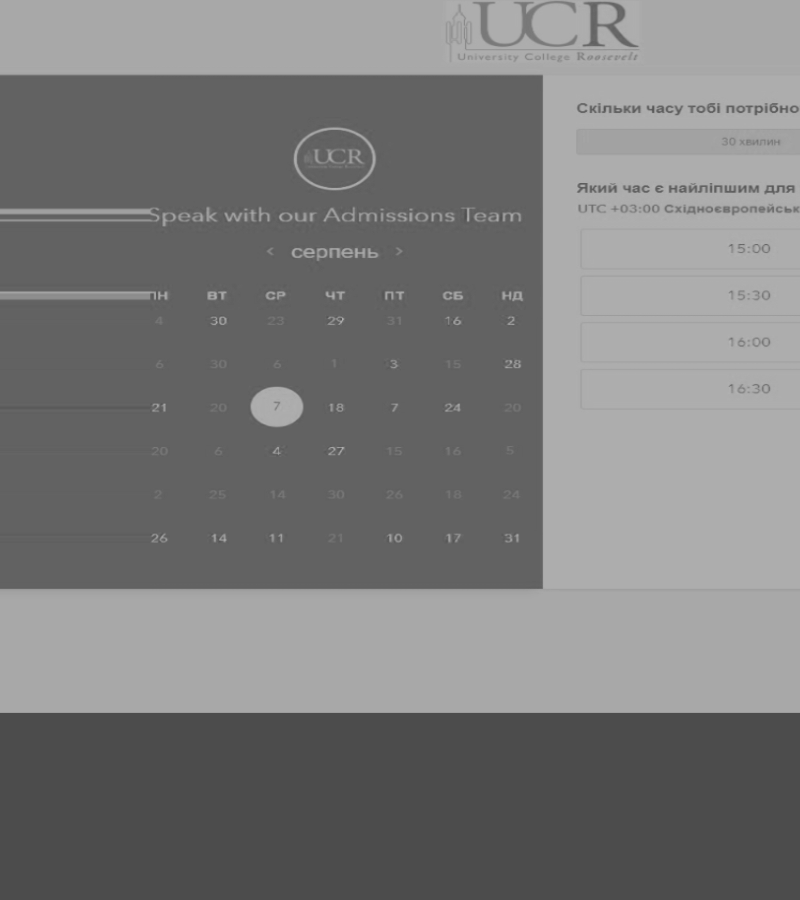 UCR
University College Roosevelt
UCR
Speak with our Admissions Team
< серпень >
ПН ВТ СР ЧТ ПТ СБ НД
4 30 23 29 31 16 2
6 30 6 1 3 15 28
21 20 7 18 7 24 20
20 6 4 27 15 16 5
2 25 14 30 26 18 24
26 14 11 21 10 17 31
Скільки часу тобі потрібно
30 хвилин
Який час є найліпшим для
UTC +03:00 Східноєвропейськ
15:00
15:30
16:00
16:30